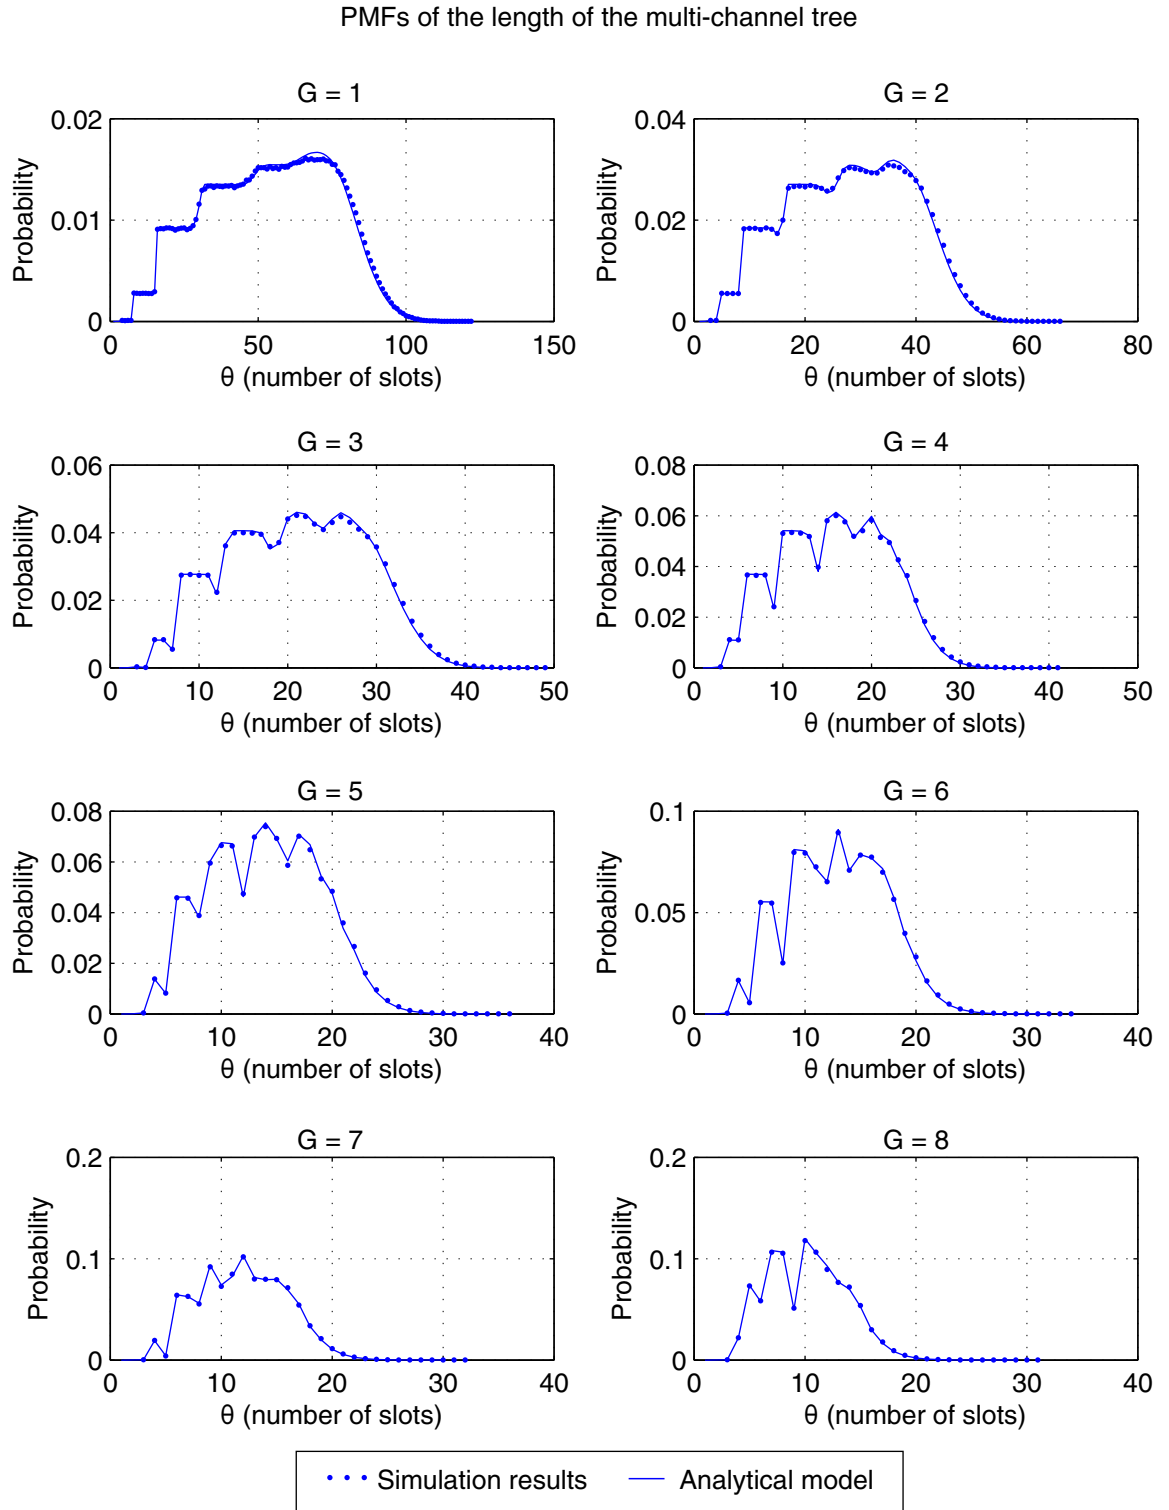 PMFs of the length of the multi-channel tree
G = 1
0.02
0.01
0
Probability
0 50 100 150
θ (number of slots)
G = 2
0.04
0.02
0
Probability
0 20 40 60 80
θ (number of slots)
G = 3
0.06
0.04
0.02
0
Probability
0 10 20 30 40 50
θ (number of slots)
G = 4
0.08
0.06
0.04
0.02
0
Probability
0 10 20 30 40 50
θ (number of slots)
G = 5
0.08
0.06
0.04
0.02
0
Probability
0 10 20 30 40
θ (number of slots)
G = 6
0.1
0.05
0
Probability
0 10 20 30 40
θ (number of slots)
G = 7
0.2
0.1
0
Probability
0 10 20 30 40
θ (number of slots)
G = 8
0.2
0.1
0
Probability
0 10 20 30 40
θ (number of slots)
Simulation results Analytical model